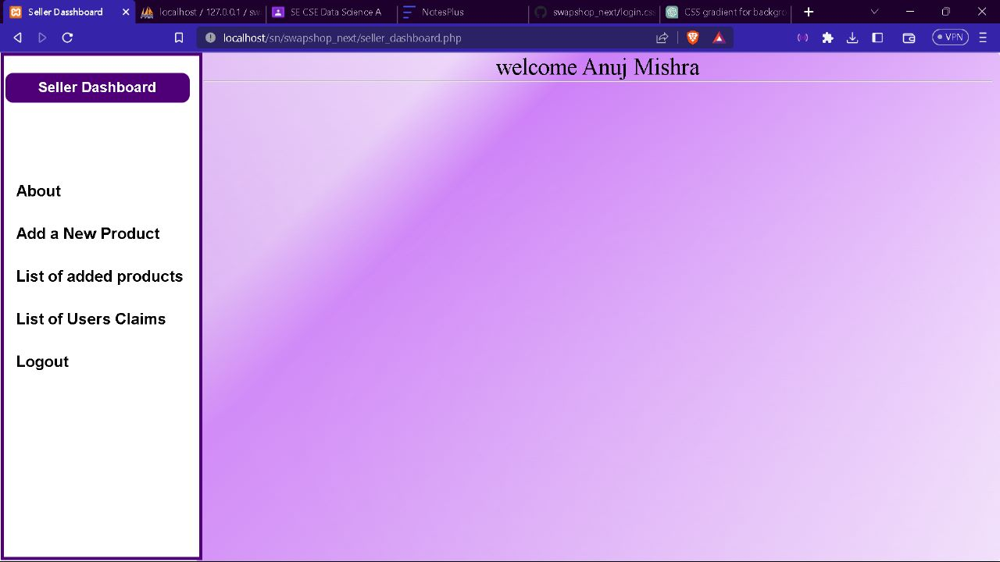 Seller Dasshboard
localhost / 127.0.0.1 / sw
SE CSE Data Science A
NotesPlus
swapshop_next/login.cs
CSS gradient for backgro
localhost/sn/swapshop_next/seller_dashboard.php
VPN
welcome Anuj Mishra
Seller Dashboard
About
Add a New Product
List of added products
List of Users Claims
Logout